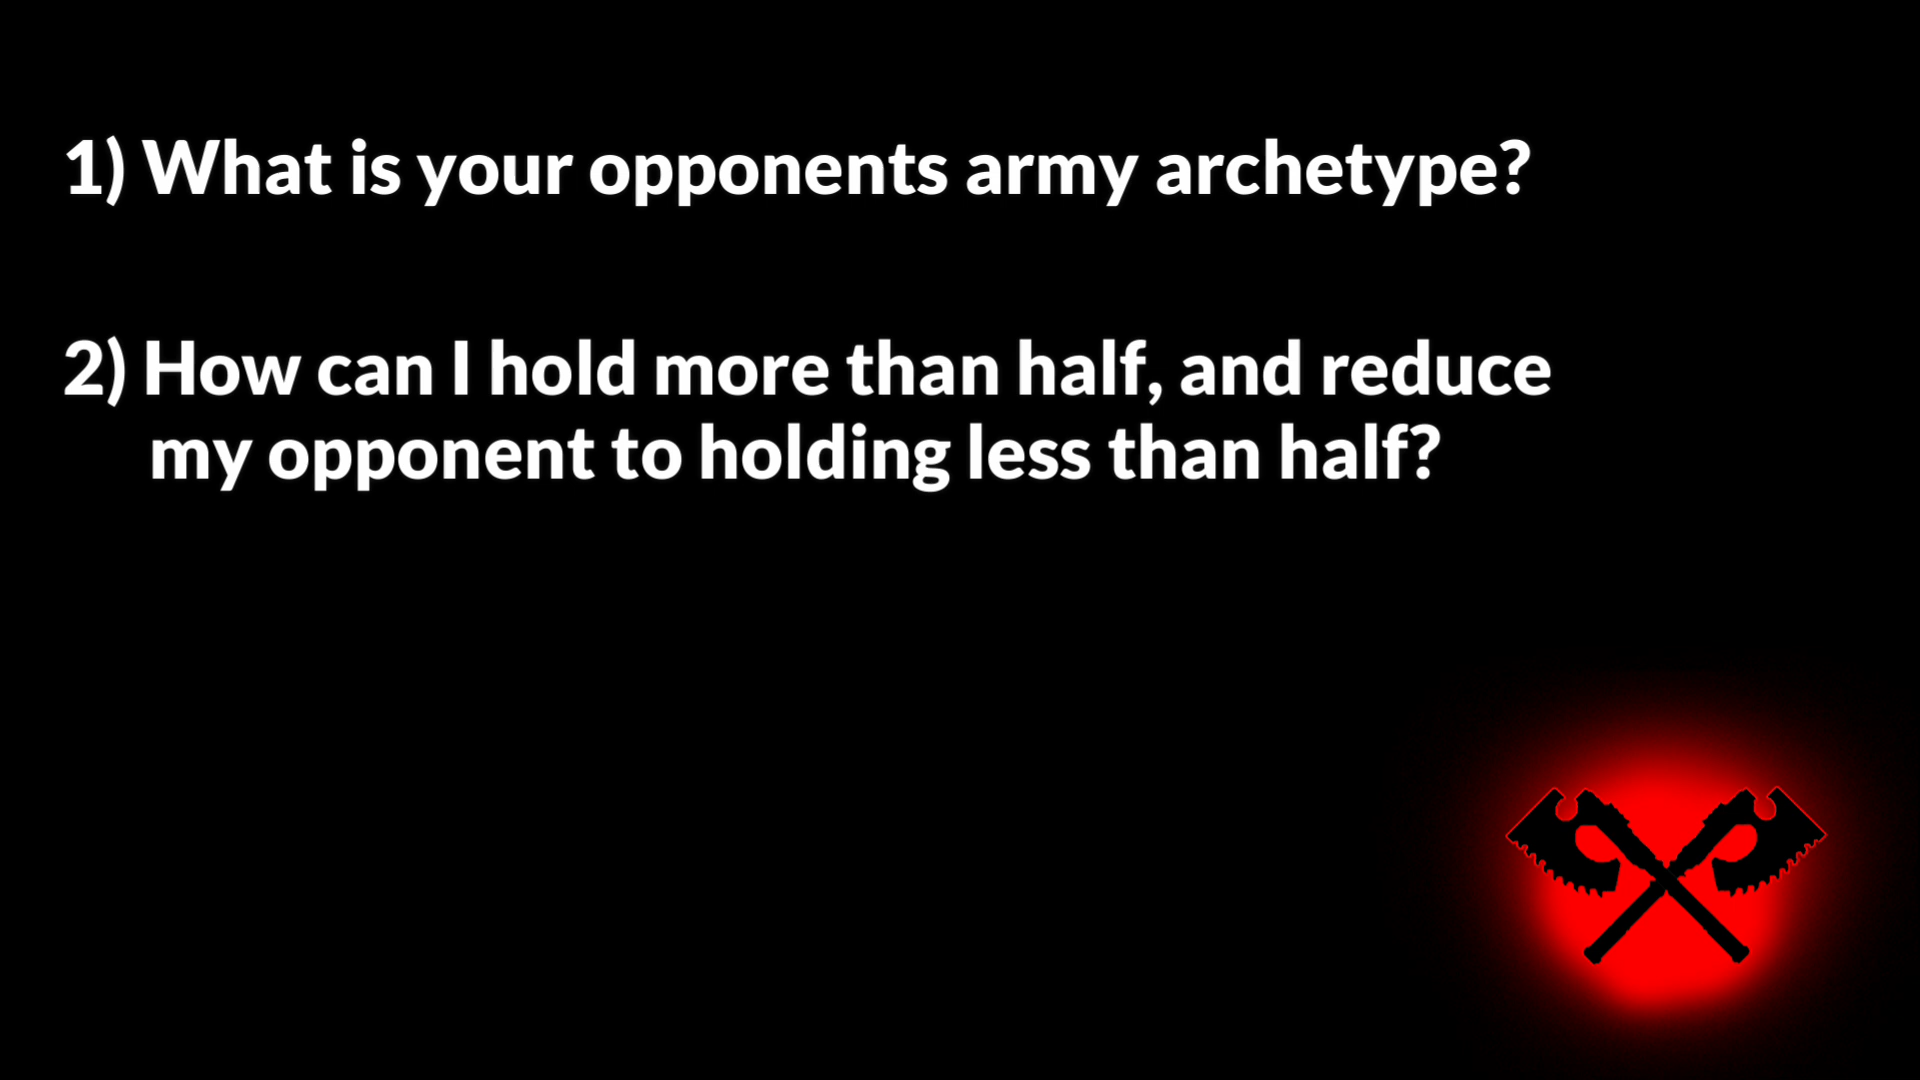 1) What is your opponents army archetype?
2) How can I hold more than half, and reduce
my opponent to holding less than half?